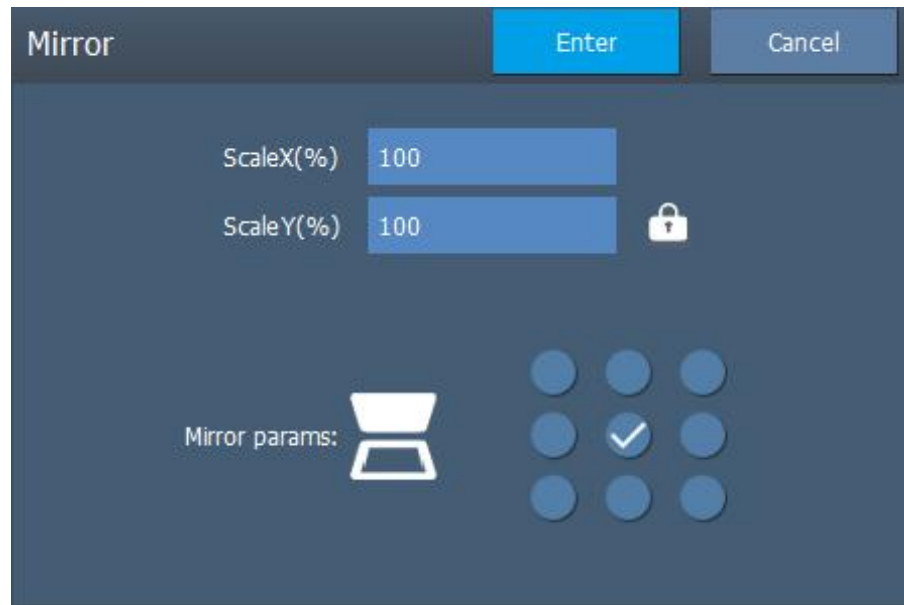 Mirror Enter Cancel
ScaleX(%) 100
ScaleY(%) 100
Mirror params: